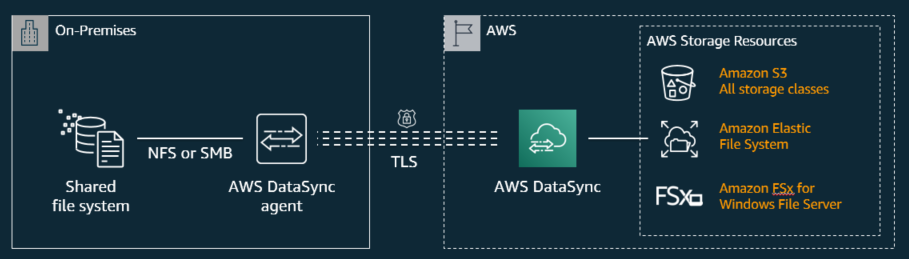 On-Premises
Shared
file system
NFS or SMB
AWS DataSync
agent
TLS
AWS
AWS DataSync
AWS Storage Resources
Amazon S3
All storage classes
Amazon Elastic
File System
FSx
Amazon FSx for
Windows File Server